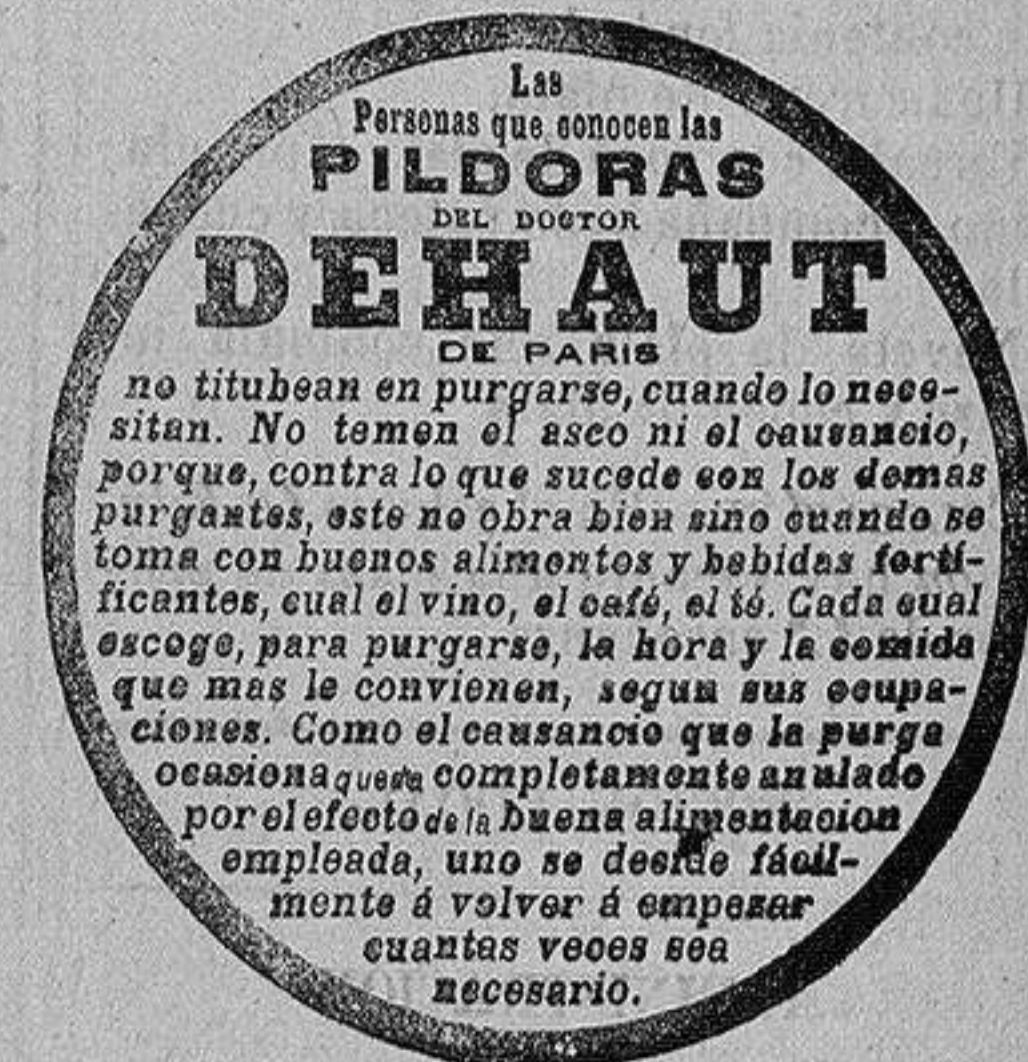 Las
Personas que conocen las
PILDORAS
DEL DOCTOR
DEHAUT
DE PARIS
no titubean en purgarse, cuando lo nece-
sitan. No temen el asco ni el causancio,
porque, contra lo que sucede con los demas
purgantes, este no obra bien sino cuando se
toma con buenos alimentos y bebidas forti-
ficantes, cual el vino, el café, el té. Cada cual
escoge, para purgarse, la hora y la comida
que mas le convienen, segun sus ocupa-
ciones. Como el causancio que la purga
ocasiona queda completamente anulado
por el efecto de la buena alimentacion
empleada, uno se decide fácil-
mente á volver á empezar
cuantas veces sea
necesario.